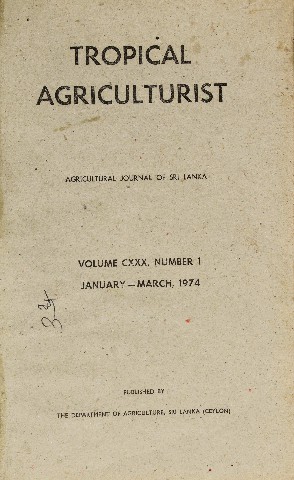 TROPICAL
AGRICULTURIST
AGRICULTURAL JOURNAL OF SRI LANKA
VOLUME CXXX, NUMBER 1
JANUARY — MARCH, 1974
PUBLISHED BY
THE DEPARTMENT OF AGRICULTURE, SRI LANKA (CEYLON)